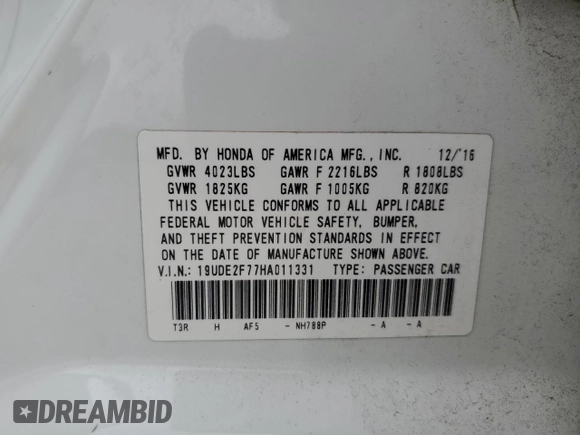 MFD. BY HONDA OF AMERICA MFG., INC. 12/'16
GVWR 4023LBS GAWR F 2216LBS R 1808LBS
GVWR 1825KG GAWR F 1005KG R 820KG
THIS VEHICLE CONFORMS TO ALL APPLICABLE
FEDERAL MOTOR VEHICLE SAFETY, BUMPER,
AND THEFT PREVENTION STANDARDS IN EFFECT
ON THE DATE OF MANUFACTURE SHOWN ABOVE.
V.I.N.: 19UDE2F77HA011331 TYPE: PASSENGER CAR
T3R H AF5 - NH788P - A - A
DREAMBID